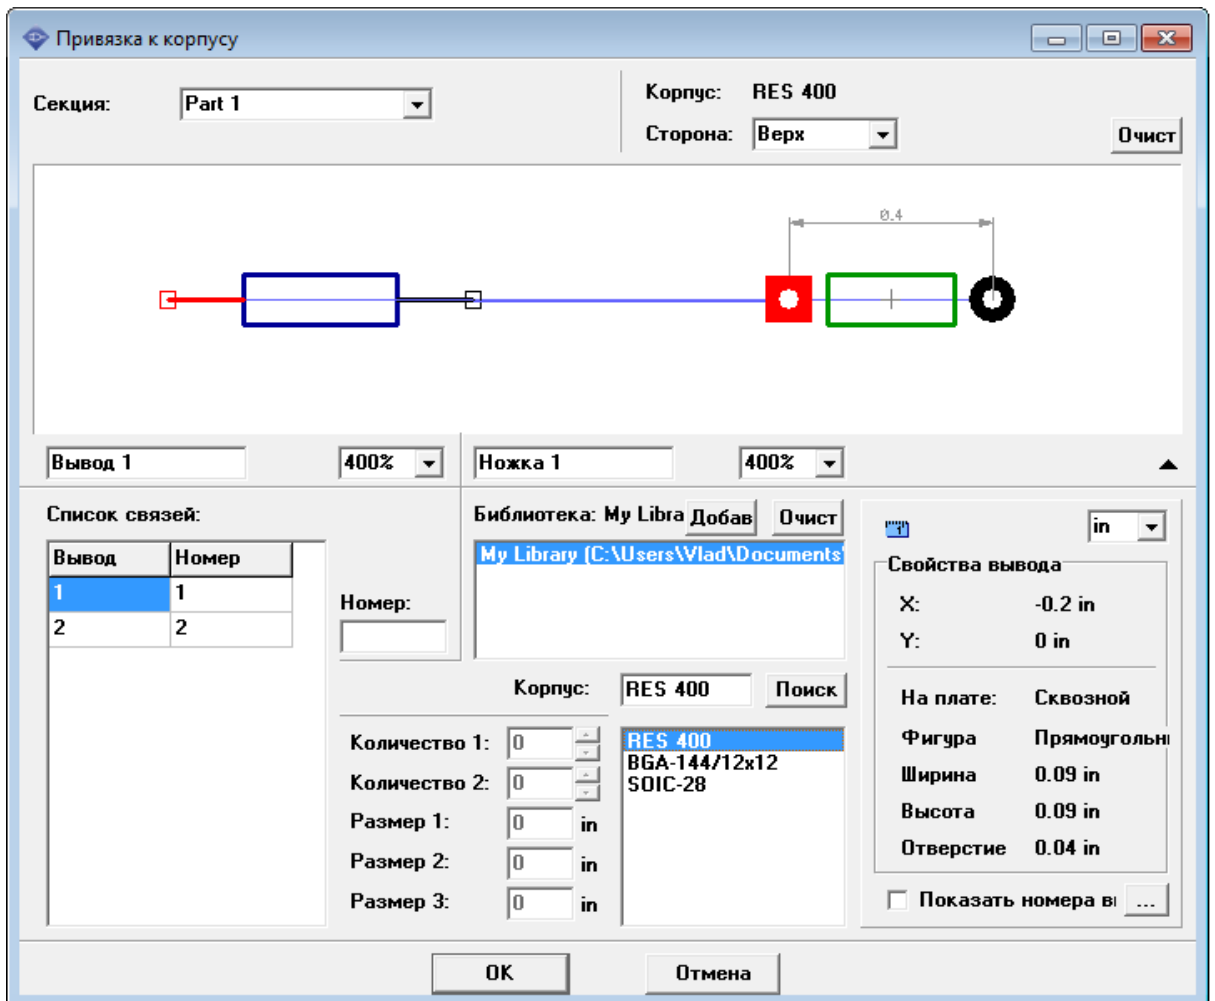 Привязка к корпусу
Секция: Part 1
Корпус: RES 400
Сторона: Верх
Очист
0.4
Вывод 1 400% Ножка 1 400%
Список связей:
Вывод Номер
1 1
2 2
Номер:
Библиотека: My Libra Добав Очист
My Library (C:\Users\Vlad\Documents\
Корпус: RES 400 Поиск
RES 400
BGA-144/12x12
SOIC-28
Количество 1: 0
Количество 2: 0
Размер 1: 0 in
Размер 2: 0 in
Размер 3: 0 in
in
Свойства вывода
X: -0.2 in
Y: 0 in
На плате: Сквозной
Фигура Прямоугольн
Ширина 0.09 in
Высота 0.09 in
Отверстие 0.04 in
Показать номера в ...
OK Отмена